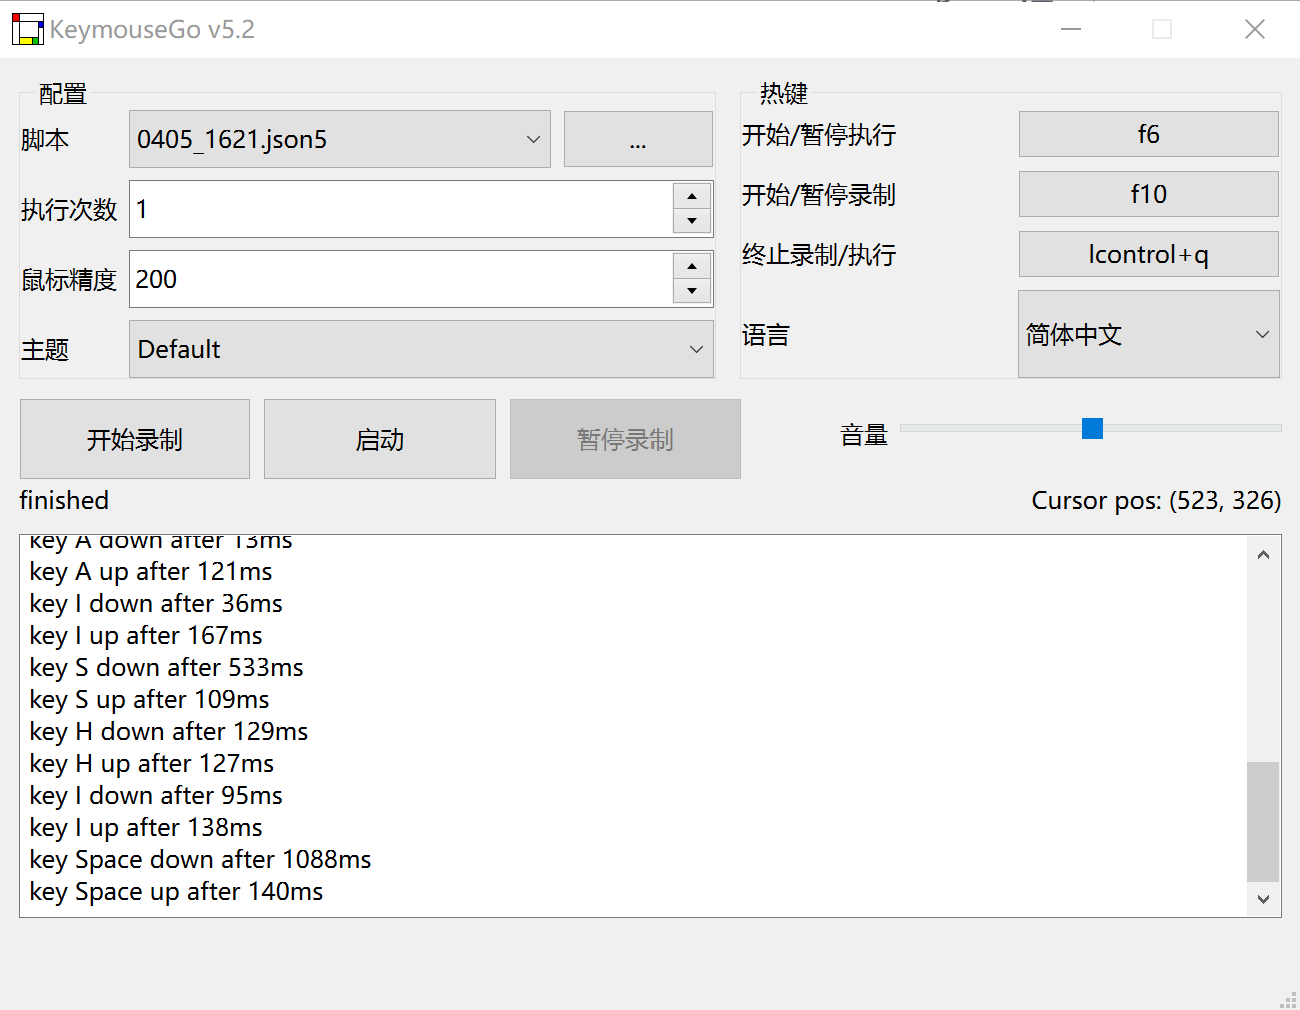 KeymouseGo v5.2
配置
脚本
0405_1621.json5
...
执行次数
1
鼠标精度
200
主题
Default
热键
开始/暂停执行
f6
开始/暂停录制
f10
终止录制/执行
lcontrol+q
语言
简体中文
开始录制
启动
暂停录制
音量
finished
Cursor pos: (523, 326)
key A down after 13ms
key A up after 121ms
key I down after 36ms
key I up after 167ms
key S down after 533ms
key S up after 109ms
key H down after 129ms
key H up after 127ms
key I down after 95ms
key I up after 138ms
key Space down after 1088ms
key Space up after 140ms